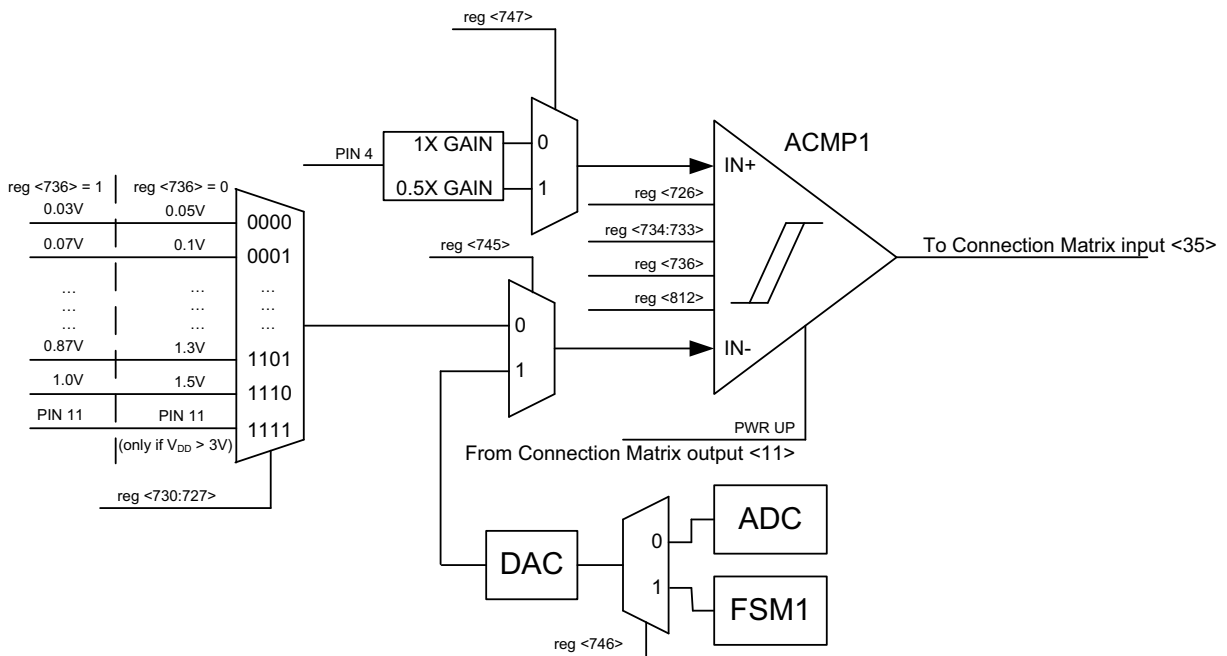 reg <747>
ACMP1
PIN 4
1X GAIN
0.5X GAIN
0
1
IN+
reg <736> = 1
reg <736> = 0
0.03V
0.05V
0000
0.07V
0.1V
0001
...
...
...
...
...
...
...
...
...
0.87V
1.3V
1101
1.0V
1.5V
1110
PIN 11
PIN 11
1111
(only if VDD > 3V)
reg <730:727>
reg <726>
reg <734:733>
reg <736>
reg <812>
reg <745>
0
1
IN-
To Connection Matrix input <35>
PWR UP
From Connection Matrix output <11>
DAC
0
1
ADC
FSM1
reg <746>